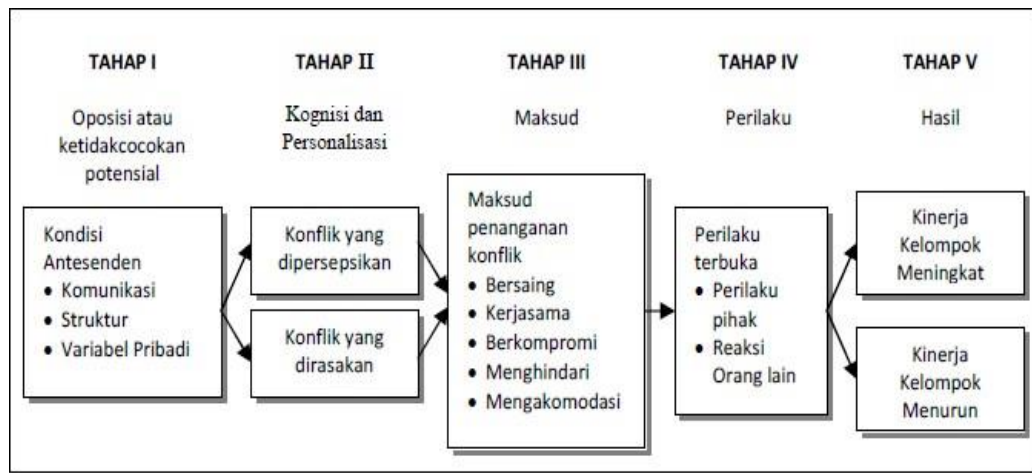 TAHAP I
Oposisi atau
ketidakcocokan
potensial
Kondisi
Antesenden
• Komunikasi
• Struktur
• Variabel Pribadi
TAHAP II
Kognisi dan
Personalisasi
Konflik yang
dipersepsikan
Konflik yang
dirasakan
TAHAP III
Maksud
Maksud
penanganan
konflik
• Bersaing
• Kerjasama
• Berkompromi
• Menghindari
• Mengakomodasi
TAHAP IV
Perilaku
Perilaku
terbuka
• Perilaku
pihak
• Reaksi
Orang lain
TAHAP V
Hasil
Kinerja
Kelompok
Meningkat
Kinerja
Kelompok
Menurun